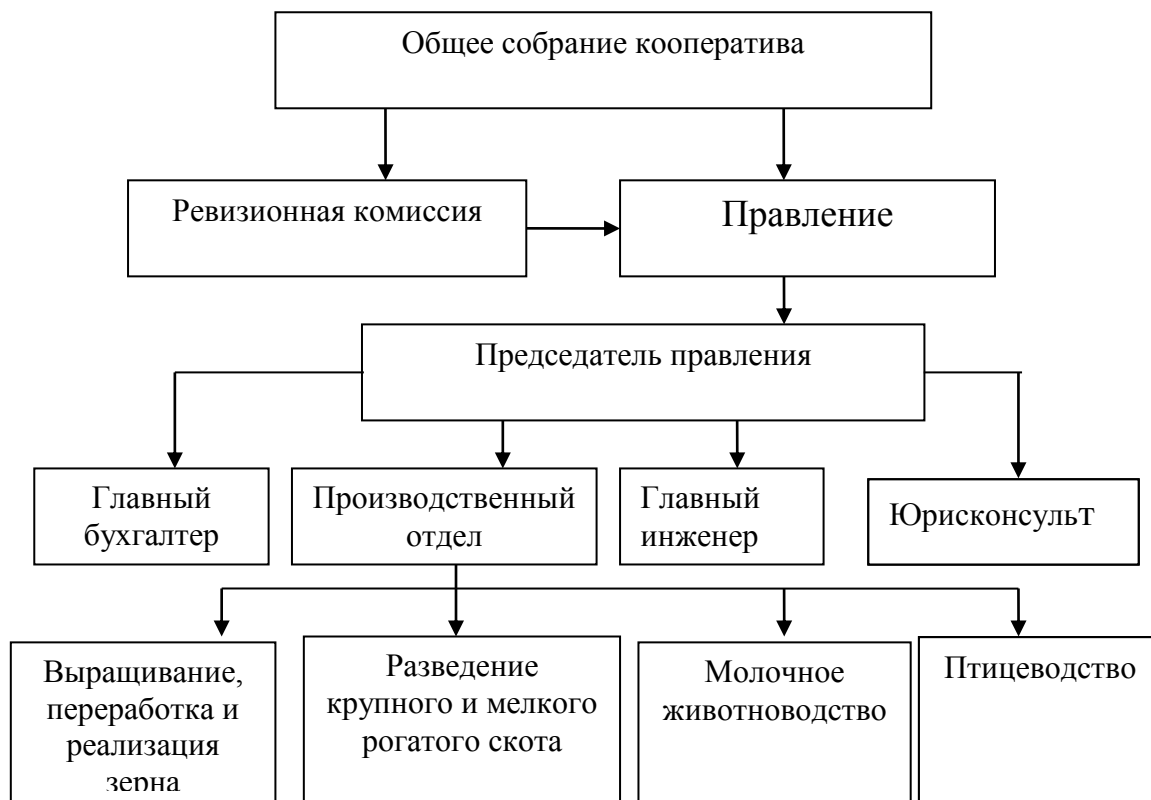 Общее собрание кооператива
Ревизионная комиссия
Правление
Председатель правления
Главный
бухгалтер
Производственный
отдел
Главный
инженер
Юрисконсульт
Выращивание,
переработка и
реализация
зерна
Разведение
крупного и мелкого
рогатого скота
Молочное
животноводство
Птицеводство